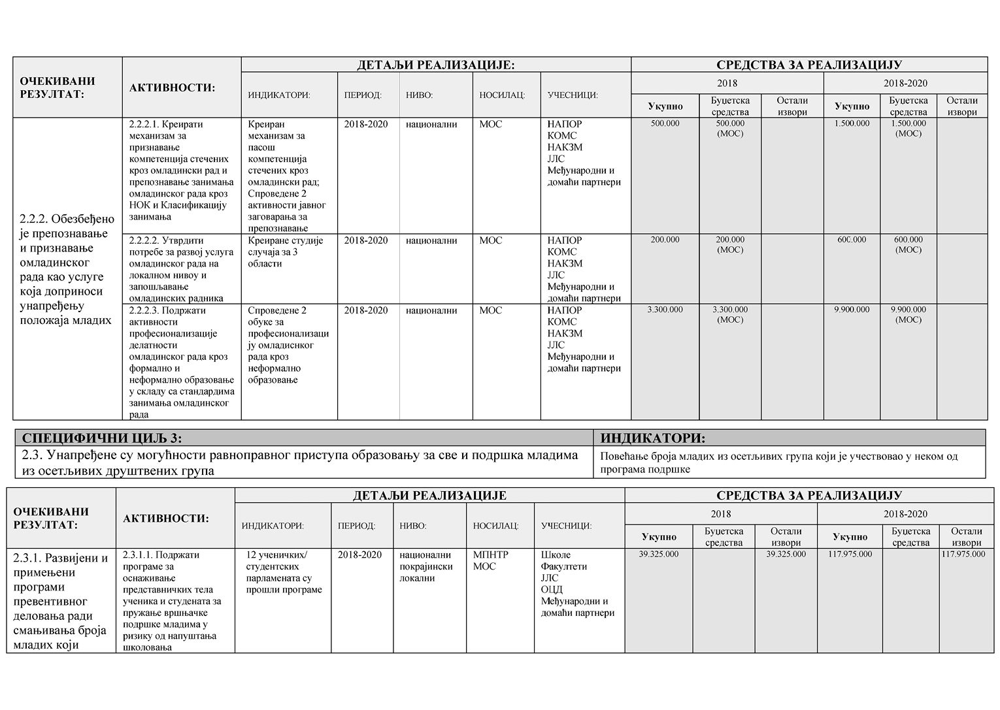 ОЧЕКИВАНИ
РЕЗУЛТАТ:
АКТИВНОСТИ:
ДЕТАЉИ РЕАЛИЗАЦИЈЕ:
СРЕДСТВА ЗА РЕАЛИЗАЦИЈУ
ИНДИКАТОРИ:
ПЕРИОД:
НИВО:
НОСИЛАЦ:
УЧЕСНИЦИ:
2018
2018-2020
Укупно
Буџетска
средства
Остали
извори
Укупно
Буџетска
средства
Остали
извори
2.2.2. Обезбеђено
је препознавање
и признавање
омладинског
рада као услуге
која доприноси
унапређењу
положаја младих
2.2.2.1. Креирати
механизам за
признавање
компетенција стечених
кроз омладински рад и
препознавање занимања
омладинског рада кроз
НОК и Класификацију
занимања
Креиран
механизам за
пасош
компетенција
стечених кроз
омладински рад;
Спроведене 2
активности јавног
заговарања за
препознавање
2018-2020
национални
МОС
НАПОР
КОМС
НАКЗМ
ЈЛС
Међународни и
домаћи партнери
500.000
500.000
(МОС)
1.500.000
1.500.000
(МОС)
2.2.2.2. Утврдити
потребе за развој услуга
омладинског рада на
локалном нивоу и
запошљавање
омладинских радника
Креиране студије
случаја за 3
области
2018-2020
национални
МОС
НАПОР
КОМС
НАКЗМ
ЈЛС
Међународни и
домаћи партнери
200.000
200.000
(МОС)
600.000
600.000
(МОС)
2.2.2.3. Подржати
активности
професионализације
делатности
омладинског рада кроз
формално и
неформално образовање
у складу са стандардима
занимања омладинског
рада
Спроведене 2
обуке за
професионализаци
ју омладиснког
рада кроз
неформално
образовање
2018-2020
национални
МОС
НАПОР
КОМС
НАКЗМ
ЈЛС
Међународни и
домаћи партнери
3.300.000
3.300.000
(МОС)
9.900.000
9.900.000
(МОС)
СПЕЦИФИЧНИ ЦИЉ 3:
ИНДИКАТОРИ:
2.3. Унапређене су могућности равноправног приступа образовању за све и подршка младима
из осетљивих друштвених група
Повећање броја младих из осетљивих група који је учествовао у неком од
програма подршке
ОЧЕКИВАНИ
РЕЗУЛТАТ:
АКТИВНОСТИ:
ДЕТАЉИ РЕАЛИЗАЦИЈЕ
СРЕДСТВА ЗА РЕАЛИЗАЦИЈУ
ИНДИКАТОРИ:
ПЕРИОД:
НИВО:
НОСИЛАЦ:
УЧЕСНИЦИ:
2018
2018-2020
Укупно
Буџетска
средства
Остали
извори
Укупно
Буџетска
средства
Остали
извори
2.3.1. Развијени и
примењени
програми
превентивног
деловања ради
смањивања броја
младих који
2.3.1.1. Подржати
програме за
оснаживање
представничких тела
ученика и студената за
пружање вршњачке
подршке младима у
ризику од напуштања
школовања
12 ученичких/
студентских
парламената су
прошли програме
2018-2020
национални
покрајински
локални
МПНТР
МОС
Школе
Факултети
ЈЛС
ОЦД
Међународни и
домаћи партнери
39.325.000
39.325.000
117.975.000
117.975.000